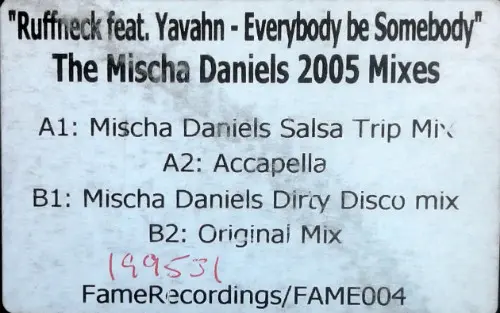 "Ruffneck feat. Yavahn - Everybody be Somebody"
The Mischa Daniels 2005 Mixes
A1: Mischa Daniels Salsa Trip Mix
A2: Accapella
B1: Mischa Daniels Dirty Disco mix
B2: Original Mix
199531
FameRecordings/FAME004